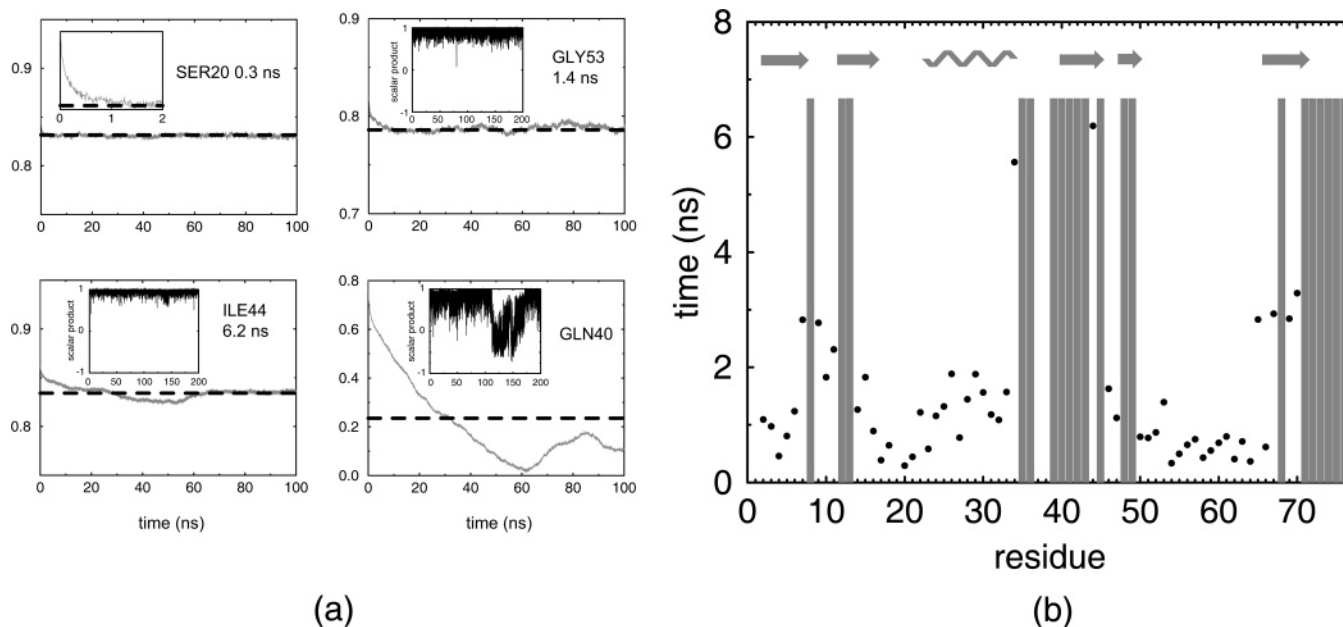 0.95
0.85
SER20 0.3 ns
0 1 2
0 20 40 60 80 100
0.9
0.8
0.7
1
0
-1
scalar product
0 50 100 150 200
GLY53
1.4 ns
0 20 40 60 80 100
0.9
0.8
1
0
-1
scalar product
0 50 100 150 200
ILE44
6.2 ns
0 20 40 60 80 100
time (ns)
0.8
0.6
0.4
0.2
0.0
1
0
-1
scalar product
0 50 100 150 200
GLN40
0 20 40 60 80 100
time (ns)
(a)
8
6
4
2
0
time (ns)
0 10 20 30 40 50 60 70
residue
(b)